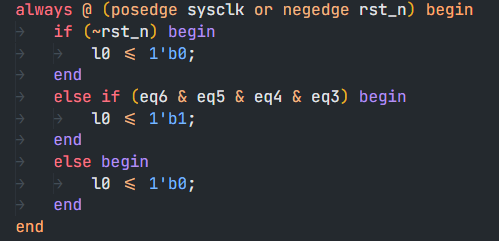 always @ (posedge sysclk or negedge rst_n) begin
if (~rst_n) begin
l0 <= 1'b0;
end
else if (eq6 & eq5 & eq4 & eq3) begin
l0 <= 1'b1;
end
else begin
l0 <= 1'b0;
end
end